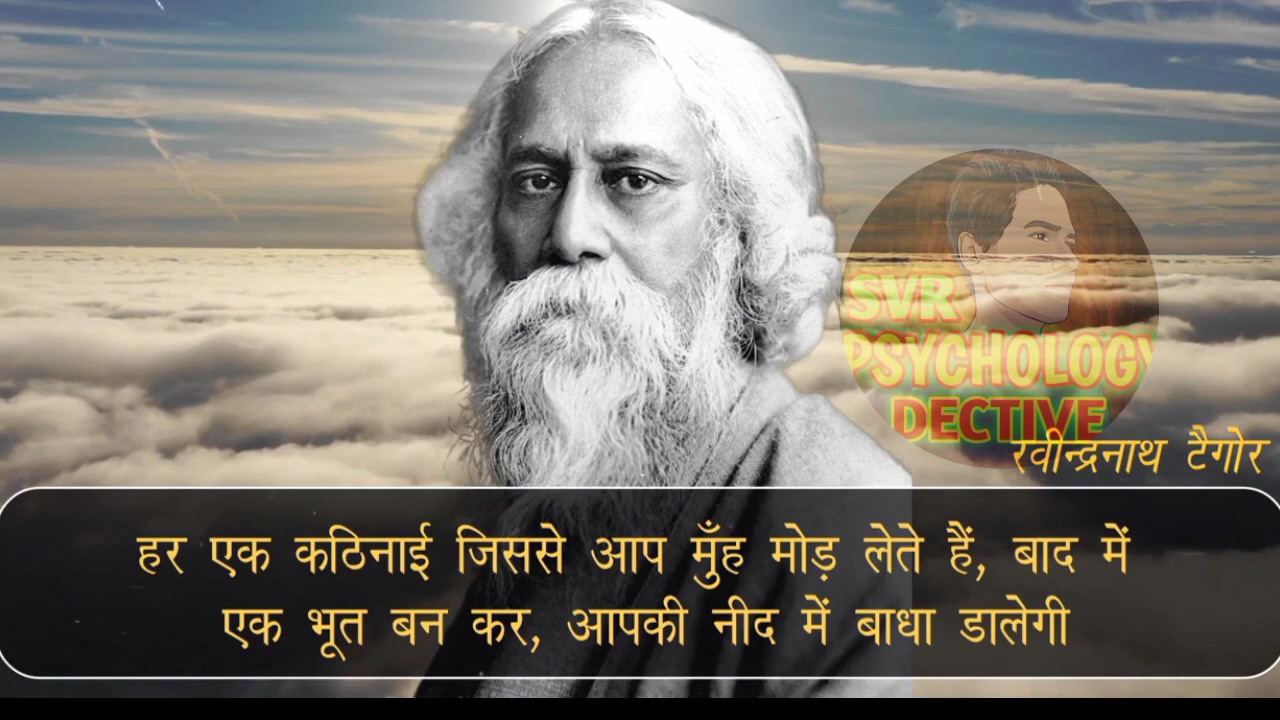 SVR
PSYCHOLOGY
DECTIVE
रवीन्द्रनाथ टैगोर
हर एक कठिनाई जिससे आप मुँह मोड़ लेते हैं, बाद में
एक भूत बन कर, आपकी नीद में बाधा डालेगी